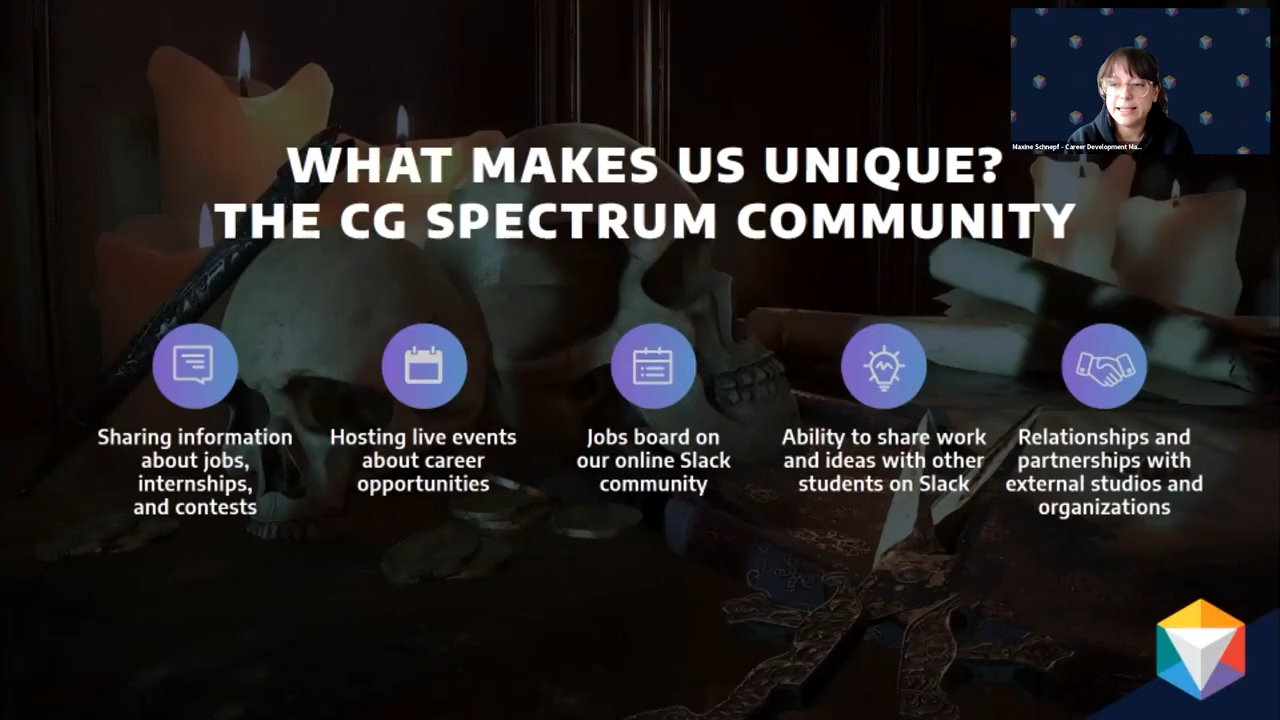 Maxine Schnepf - Career Development Ma...
WHAT MAKES US UNIQUE?
THE CG SPECTRUM COMMUNITY
Sharing information
about jobs,
internships,
and contests
Hosting live events
about career
opportunities
Jobs board on
our online Slack
community
Ability to share work
and ideas with other
students on Slack
Relationships and
partnerships with
external studios and
organizations